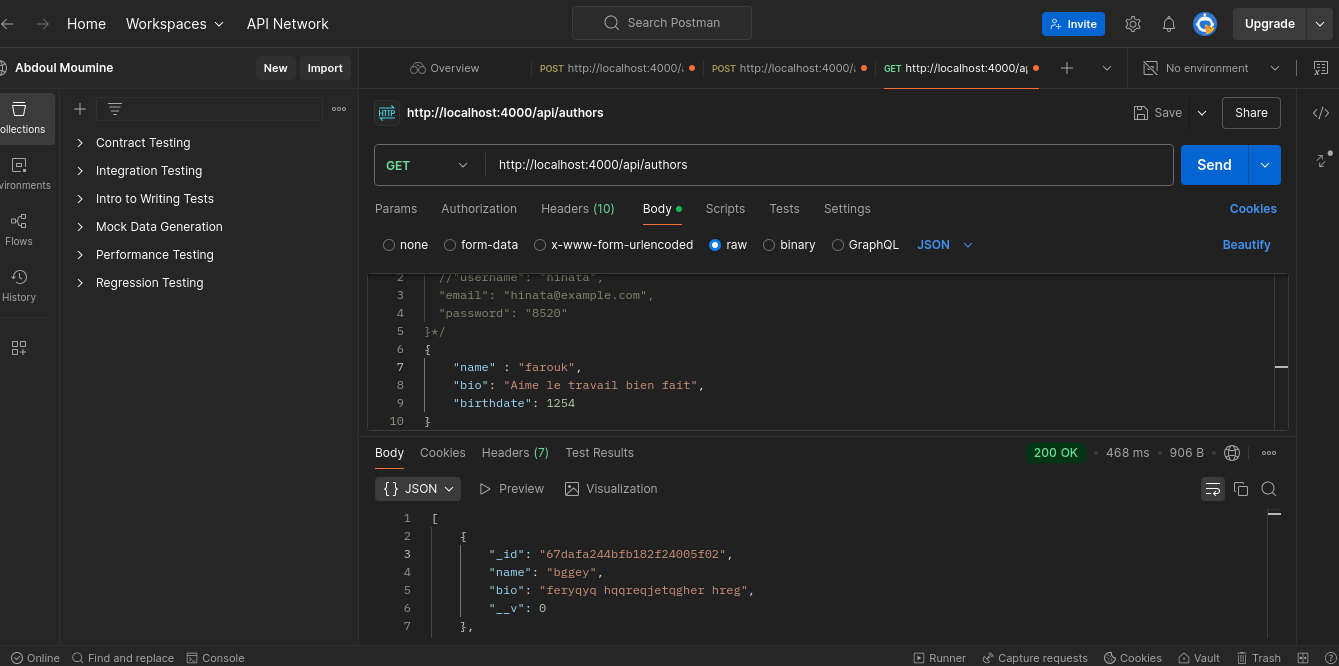 Home Workspaces API Network Search Postman Invite Upgrade
Abdoul Moumine New Import Overview POST http://localhost:4000/ POST http://localhost:4000/ GET http://localhost:4000/ap No environment
http://localhost:4000/api/authors Save Share
GET http://localhost:4000/api/authors Send
ollections
vironments
Flows
History
Contract Testing
Integration Testing
Intro to Writing Tests
Mock Data Generation
Performance Testing
Regression Testing
Params Authorization Headers (10) Body Scripts Tests Settings Cookies
none form-data x-www-form-urlencoded raw binary GraphQL JSON Beautify
2 //"username": "hinata",
3 "email": "hinata@example.com",
4 "password": "8520"
5 }*/
6 {
7 "name" : "farouk",
8 "bio": "Aime le travail bien fait",
9 "birthdate": 1254
10 }
Body Cookies Headers (7) Test Results 200 OK • 468 ms • 906 B •
{} JSON Preview Visualization
1 [
2 {
3 "_id": "67dafa244bfb182f24005f02",
4 "name": "bggey",
5 "bio": "feryqyq hqqreqjetqgher hreg",
6 "__v": 0
7 },
Online Find and replace Console Runner Capture requests Cookies Vault Trash